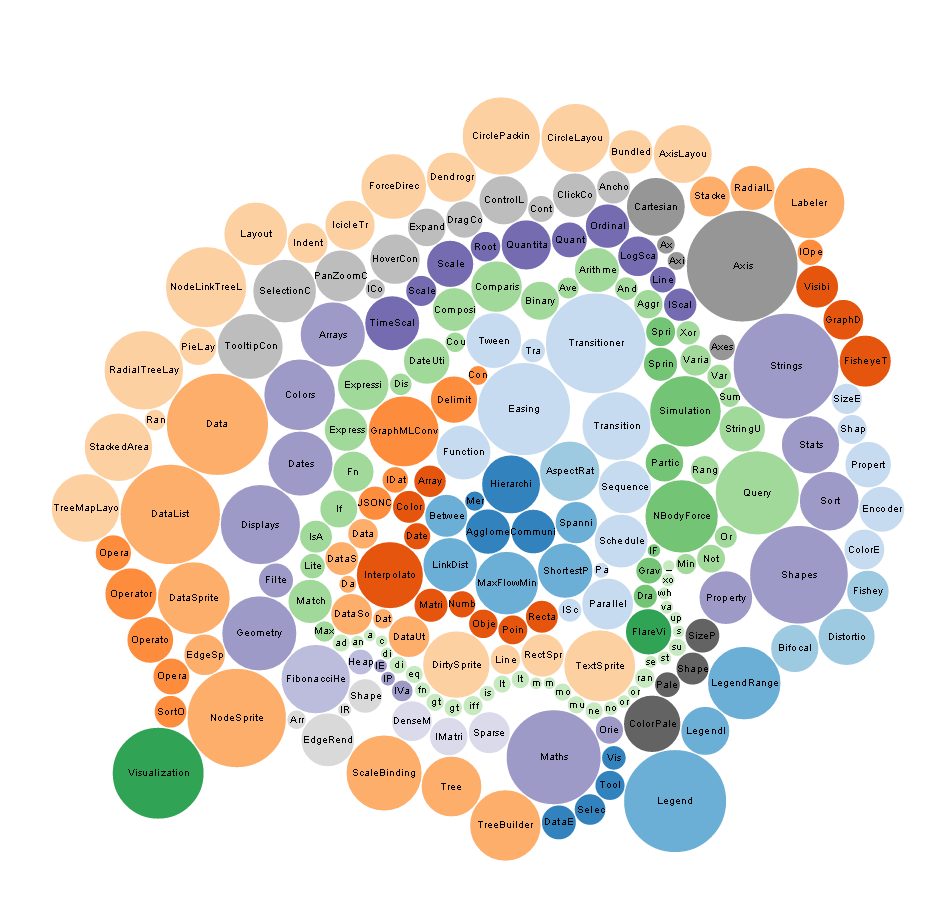 CirclePackin
CircleLayou
Bundled
AxisLayou
Dendrogr
ForceDirec
ControlL
Cont
ClickCo
Ancho
Stacke
RadialL
Labeler
Cartesian
Layout
Indent
IcicleTr
Expand
DragCo
Root
Quantita
Quant
Ordinal
Ax
Axi
LogSca
IOpe
Axis
NodeLinkTreeL
SelectionC
PanZoomC
ICo
HoverCon
Scale
Scale
Comparis
Binary
Ave
Arithme
And
Aggr
Line
IScal
Visibi
GraphD
TimeScal
Composi
Arrays
TooltipCon
PieLay
RadialTreeLay
Cou
Tween
Tra
Transitioner
Spri
Xor
Axes
FisheyeT
DateUti
Sprin
Varia
Var
Strings
Colors
Expressi
Dis
Con
Delimit
Easing
Sum
SizeE
Ran
Data
Express
GraphMLConv
Transition
Simulation
StringU
Shap
StackedArea
Function
Stats
Dates
Fn
IDat
Array
Hierarchi
AspectRat
Partic
Rang
Propert
Sequence
Query
TreeMapLayo
DataList
Displays
If
JSONC
Color
Mer
Betwee
Agglome
Communi
Spanni
NBodyForce
Sort
Encoder
IsA
Data
Date
Schedule
Or
Opera
DataS
LinkDist
ShortestP
IF
Not
ColorE
Lite
Filte
Interpolato
MaxFlowMin
Pa
Grav
Min
_
xo
Shapes
Da
Operator
DataSprite
Match
DataSo
Dat
Matri
Numb
ISc
Parallel
Dra
wh
va
Property
Fishey
Obje
Poin
Recta
up
s
Geometry
Max
ad
an
a
c
DataUt
FlareVi
SizeP
Distortio
Operato
EdgeSp
di
di
su
Bifocal
Heap
IE
IP
eq
DirtySprite
Line
RectSpr
TextSprite
se
st
Shape
Opera
FibonacciHe
Shape
IVa
fn
gt
gt
iff
is
lt
lt
m
m
mo
mu
ne
no
or
or
ran
Pale
LegendRange
SortO
NodeSprite
Arr
IR
DenseM
IMatri
Sparse
Orie
ColorPale
LegendI
EdgeRend
Visualization
ScaleBinding
Tree
Maths
Vis
Tool
Legend
TreeBuilder
DataE
Selec